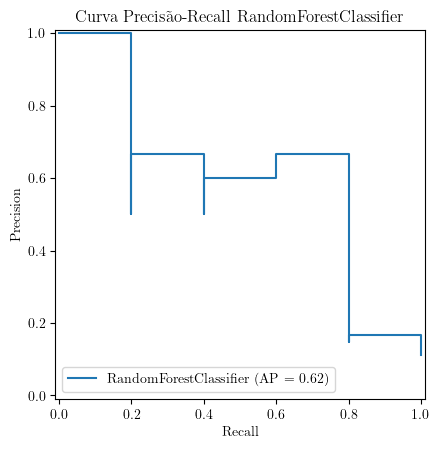 Curva Precisão-Recall RandomForestClassifier
1.0
0.8
0.6
0.4
0.2
0.0
Precision
RandomForestClassifier (AP = 0.62)
0.0 0.2 0.4 0.6 0.8 1.0
Recall